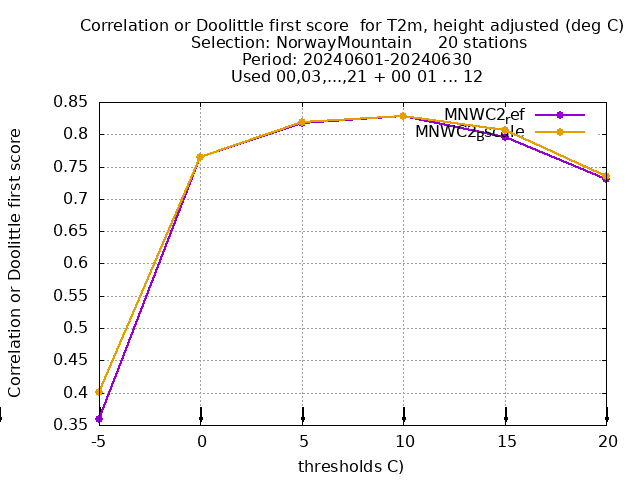 Correlation or Doolittle first score  for T2m, height adjusted (deg C)
Selection: NorwayMountain     20 stations
Period: 20240601-20240630
Used 00,03,...,21 + 00 01 ... 12
Correlation or Doolittle first score
0.85
0.8
0.75
0.7
0.65
0.6
0.55
0.5
0.45
0.4
0.35
MNWC2ref
-5
0
5
10
15
20
thresholds C)